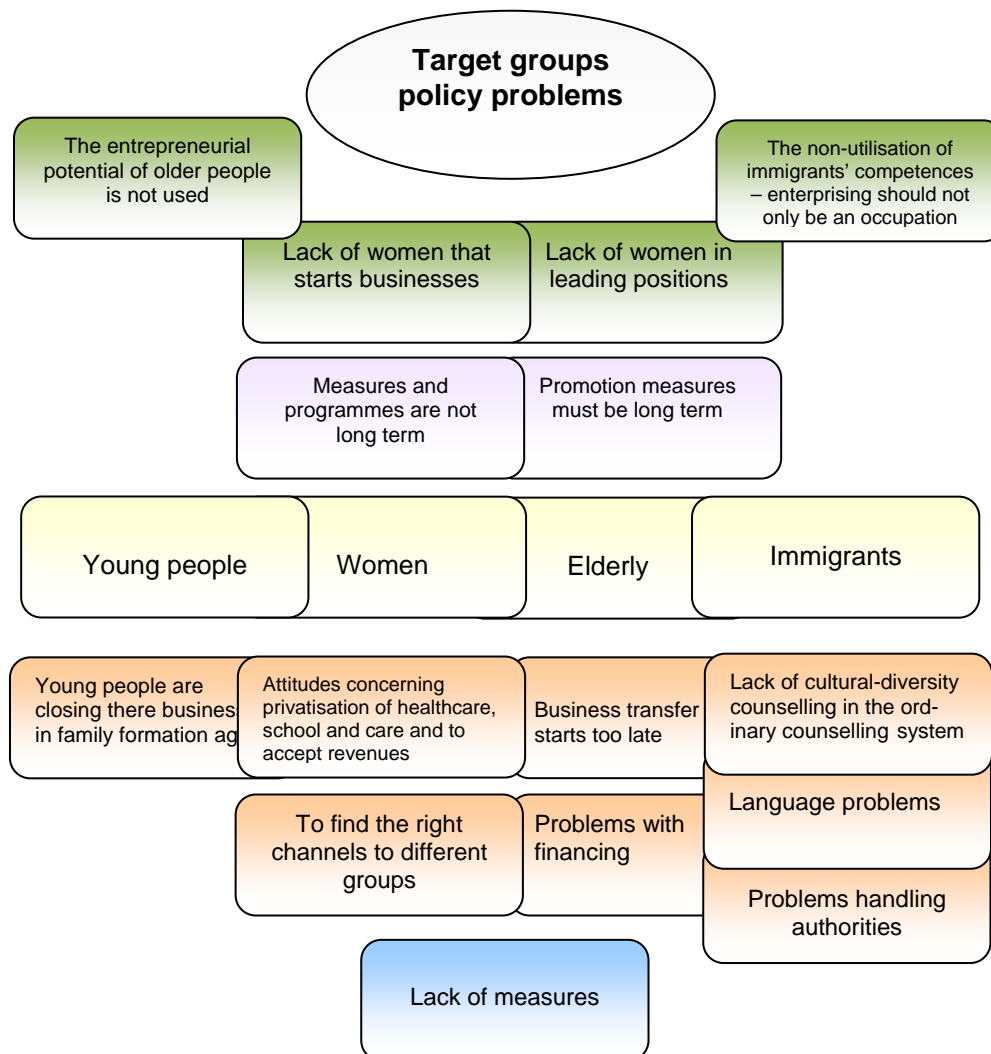 Target groups
policy problems
The entrepreneurial
potential of older people
is not used
The non-utilisation of
immigrants’ competences
– enterprising should not
only be an occupation
Lack of women that
starts businesses
Lack of women in
leading positions
Measures and
programmes are not
long term
Promotion measures
must be long term
Young people
Women
Elderly
Immigrants
Young people are
closing there busines
in family formation ag
Attitudes concerning
privatisation of healthcare,
school and care and to
accept revenues
Business transfer
starts too late
Lack of cultural-diversity
counselling in the ord-
inary counselling system
To find the right
channels to different
groups
Problems with
financing
Language problems
Problems handling
authorities
Lack of measures